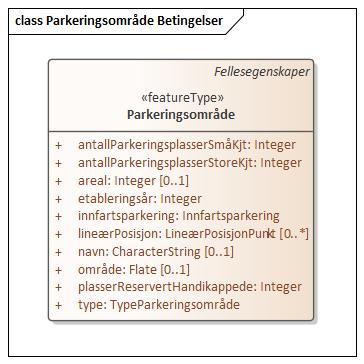 class Parkeringsområde Betingelser
Fellesegenskaper
«featureType»
Parkeringsområde
+ antallParkeringsplasserSmåKjt: Integer
+ antallParkeringsplasserStoreKjt: Integer
+ areal: Integer [0..1]
+ etableringsår: Integer
+ innfartsparkering: Innfartsparkering
+ lineærPosisjon: LineærPosisjonPunkt [0..*]
+ navn: CharacterString [0..1]
+ område: Flate [0..1]
+ plasserReservertHandikappede: Integer
+ type: TypeParkeringsområde